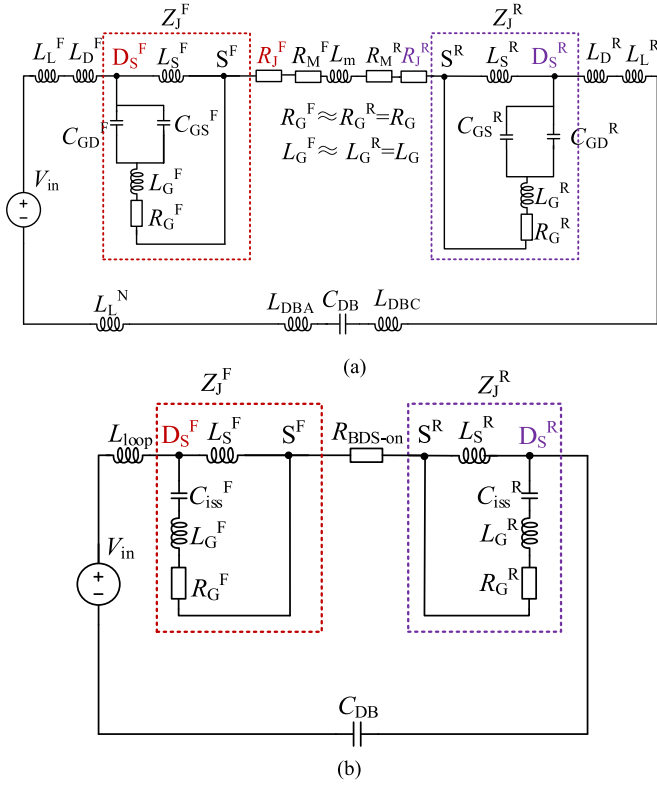 Z_J^F Z_J^R
L_L^F L_D^F D_S^F L_S^F S^F R_J^F R_M^F L_m R_M^R R_J^R S^R L_S^R D_S^R L_D^R L_L^R
C_GD^F C_GS^F R_G^F ≈ R_G^R = R_G C_GS^R C_GD^R
L_G^F ≈ L_G^R = L_G
V_in L_G^F L_G^R
+ − R_G^F R_G^R
L_L^N L_DBA C_DB L_DBC
(a)
Z_J^F Z_J^R
L_loop D_S^F L_S^F S^F R_BDS-on S^R L_S^R D_S^R
C_iss^F C_iss^R
L_G^F L_G^R
V_in
+ − R_G^F R_G^R
C_DB
(b)